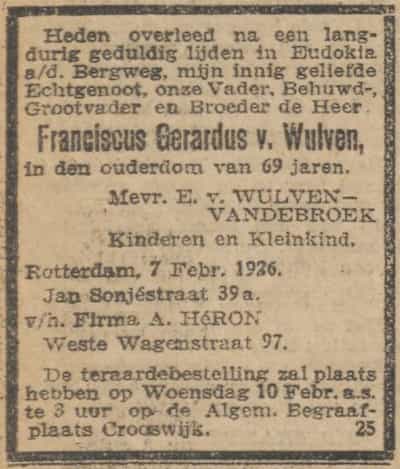 Heden overleed na een lang-
durig geduldig lijden in Eudokia
a/d. Bergweg, mijn innig geliefde
Echtgenoot, onze Vader, Behuwd-,
Grootvader en Broeder de Heer
Franciscus Gerardus v. Wulven,
in den ouderdom van 69 jaren.
Mevr. E. v. WULVEN—
VANDEBROEK
Kinderen en Kleinkind.
Rotterdam, 7 Febr. 1926.
Jan Sonjéstraat 39a.
v/h. Firma A. HéRON
Weste Wagenstraat 97.
De teraardebestelling zal plaats
hebben op Woensdag 10 Febr. a.s.
te 3 uur op de Algem. Begraaf-
plaats Crooswijk. 25